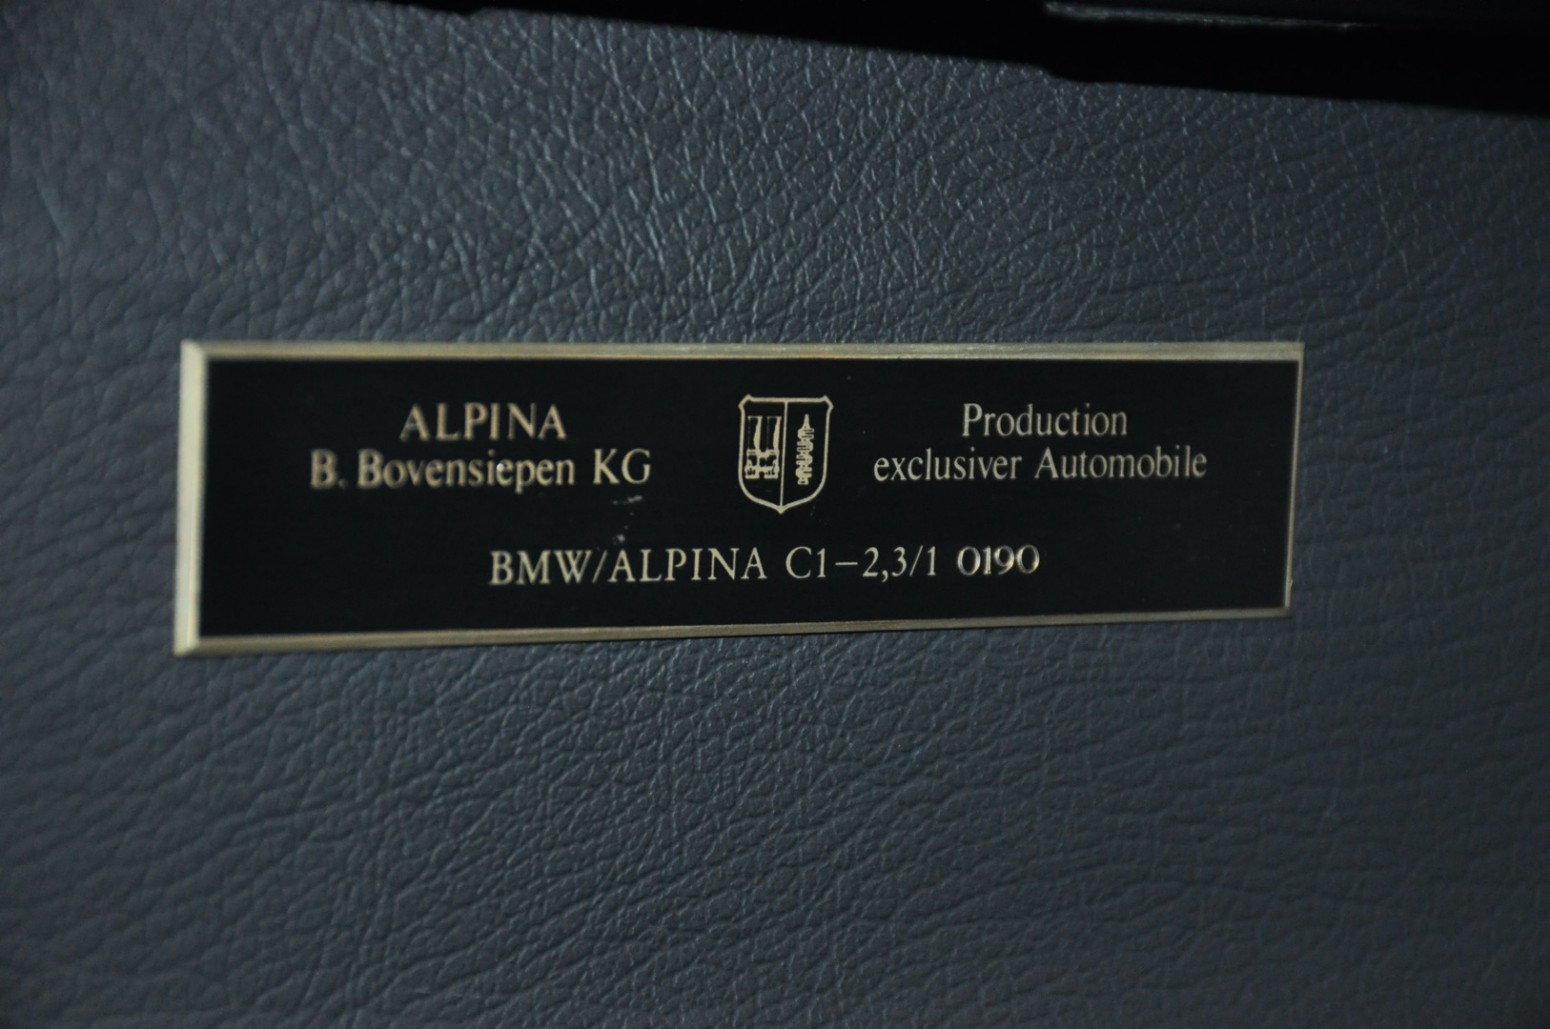 ALPINA
B. Bovensiepen KG
Production
exclusiver Automobile
BMW/ALPINA C1–2,3/1 0190